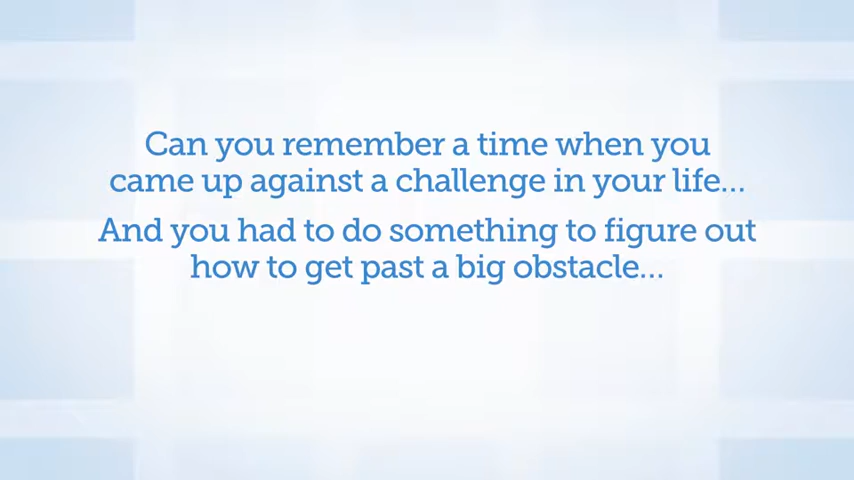 Can you remember a time when you
came up against a challenge in your life...
And you had to do something to figure out
how to get past a big obstacle...